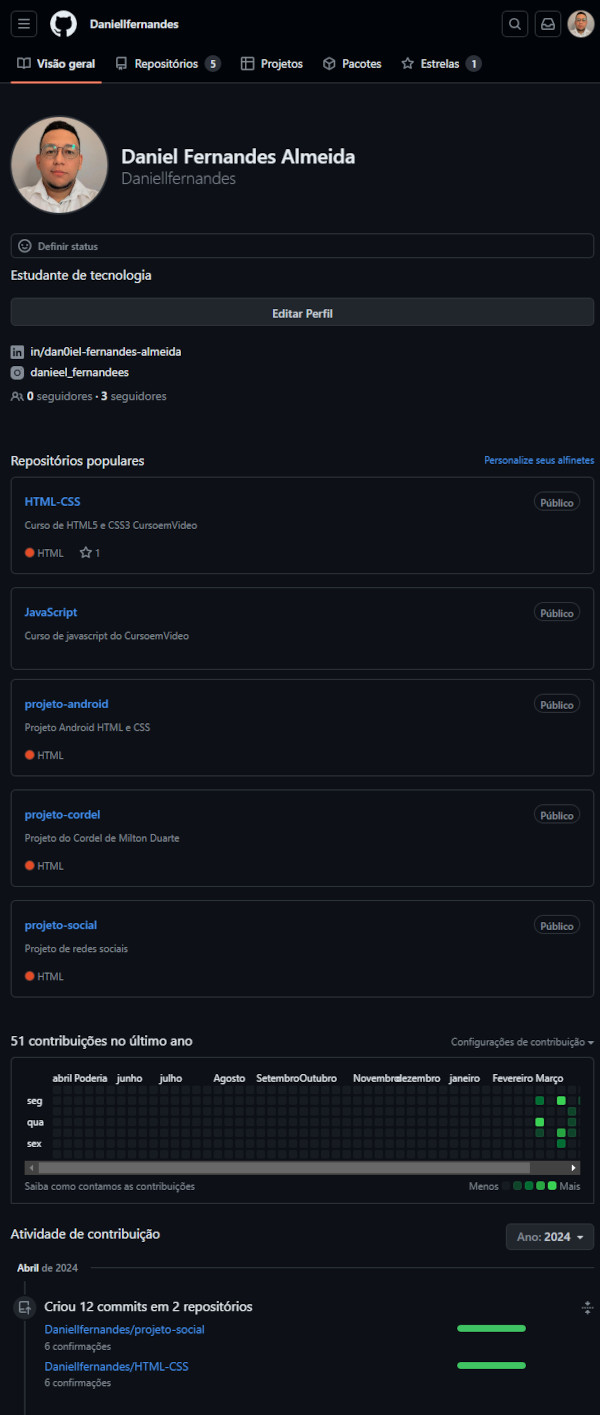 Daniellfernandes
Visão geral Repositórios 5 Projetos Pacotes Estrelas 1
Daniel Fernandes Almeida
Daniellfernandes
Definir status
Estudante de tecnologia
Editar Perfil
in/dan0iel-fernandes-almeida
danieel_fernandees
0 seguidores · 3 seguidores
Repositórios populares Personalize seus alfinetes
HTML-CSS Público
Curso de HTML5 e CSS3 CursoemVideo
HTML 1
JavaScript Público
Curso de javascript do CursoemVideo
projeto-android Público
Projeto Android HTML e CSS
HTML
projeto-cordel Público
Projeto do Cordel de Milton Duarte
HTML
projeto-social Público
Projeto de redes sociais
HTML
51 contribuições no último ano Configurações de contribuição
abril Poderia junho julho Agosto Setembro Outubro Novembro dezembro janeiro Fevereiro Março
seg
qua
sex
Saiba como contamos as contribuições Menos Mais
Atividade de contribuição Ano: 2024
Abril de 2024
Criou 12 commits em 2 repositórios
Daniellfernandes/projeto-social
6 confirmações
Daniellfernandes/HTML-CSS
6 confirmações